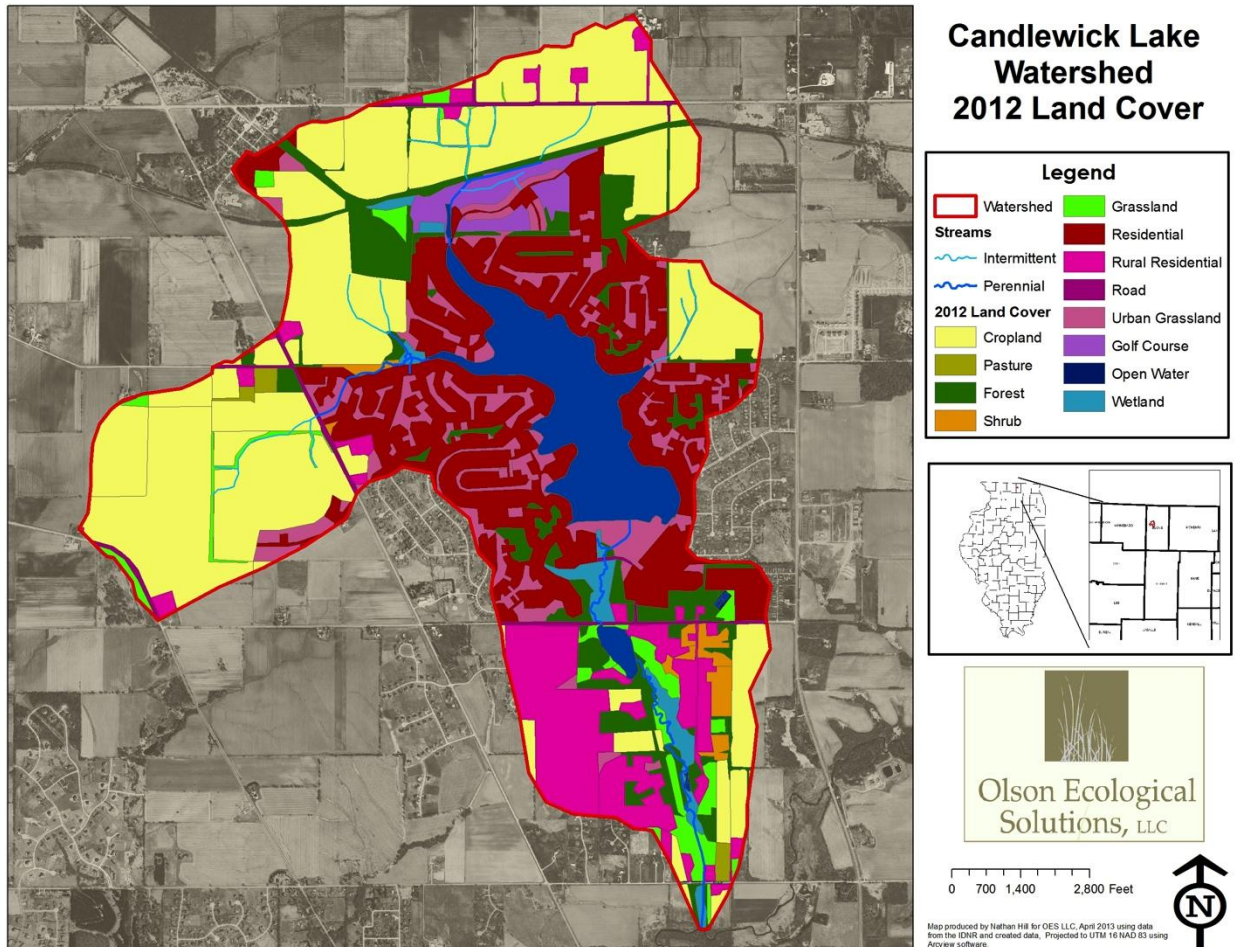 Candlewick Lake
Watershed
2012 Land Cover
Legend
Watershed
Streams
Intermittent
Perennial
2012 Land Cover
Cropland
Pasture
Forest
Shrub
Grassland
Residential
Rural Residential
Road
Urban Grassland
Golf Course
Open Water
Wetland
Olson Ecological
Solutions, LLC
0 700 1,400 2,800 Feet
N
Map produced by Nathan Hill for OES LLC, April 2013 using data
from the IDNR and created data, Projected to UTM 16 NAD 83 using
Arcview software.